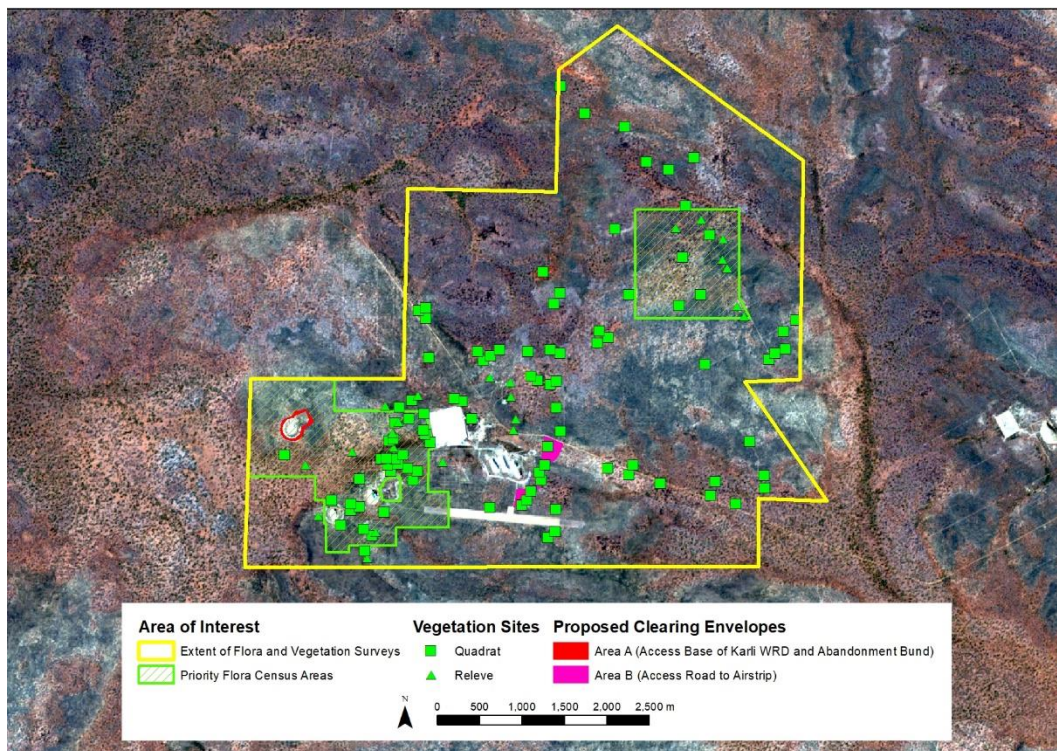 Area of Interest
Extent of Flora and Vegetation Surveys
Priority Flora Census Areas
Vegetation Sites
Quadrat
Releve
Proposed Clearing Envelopes
Area A (Access Base of Karli WRD and Abandonment Bund)
Area B (Access Road to Airstrip)
N
0 500 1,000 1,500 2,000 2,500 m